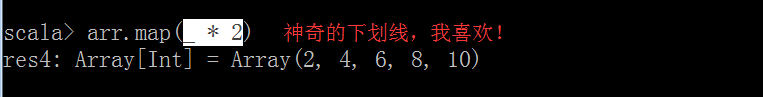 scala> arr.map(_ * 2) 神奇的下划线，我喜欢！
res4: Array[Int] = Array(2, 4, 6, 8, 10)